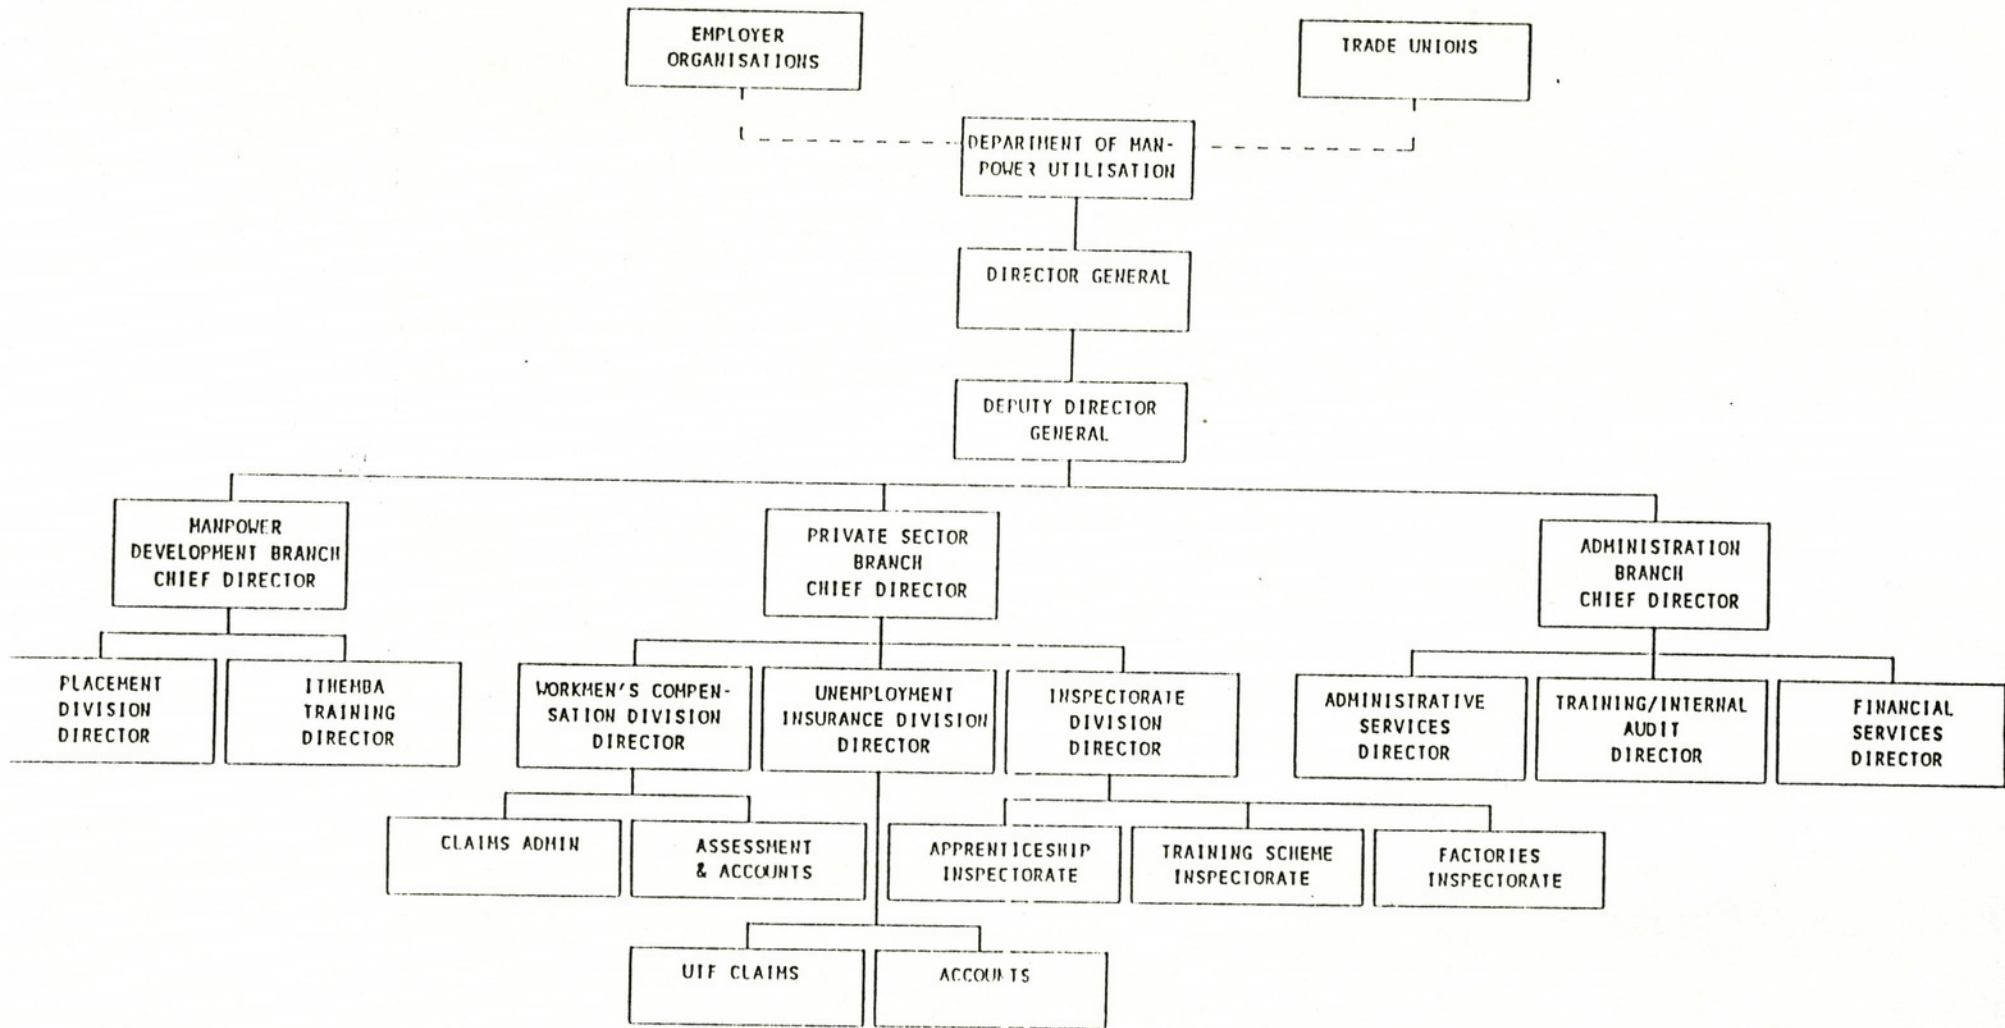 EMPLOYER
ORGANISATIONS
TRADE UNIONS
DEPARTMENT OF MAN-
POWER UTILISATION
DIRECTOR GENERAL
DEPUTY DIRECTOR
GENERAL
MANPOWER
DEVELOPMENT BRANCH
CHIEF DIRECTOR
PRIVATE SECTOR
BRANCH
CHIEF DIRECTOR
ADMINISTRATION
BRANCH
CHIEF DIRECTOR
PLACEMENT
DIVISION
DIRECTOR
ITHEMBA
TRAINING
DIRECTOR
WORKMEN'S COMPEN-
SATION DIVISION
DIRECTOR
UNEMPLOYMENT
INSURANCE DIVISION
DIRECTOR
INSPECTORATE
DIVISION
DIRECTOR
ADMINISTRATIVE
SERVICES
DIRECTOR
TRAINING/INTERNAL
AUDIT
DIRECTOR
FINANCIAL
SERVICES
DIRECTOR
CLAIMS ADMIN
ASSESSMENT
& ACCOUNTS
APPRENTICESHIP
INSPECTORATE
TRAINING SCHEME
INSPECTORATE
FACTORIES
INSPECTORATE
UIF CLAIMS
ACCOUNTS